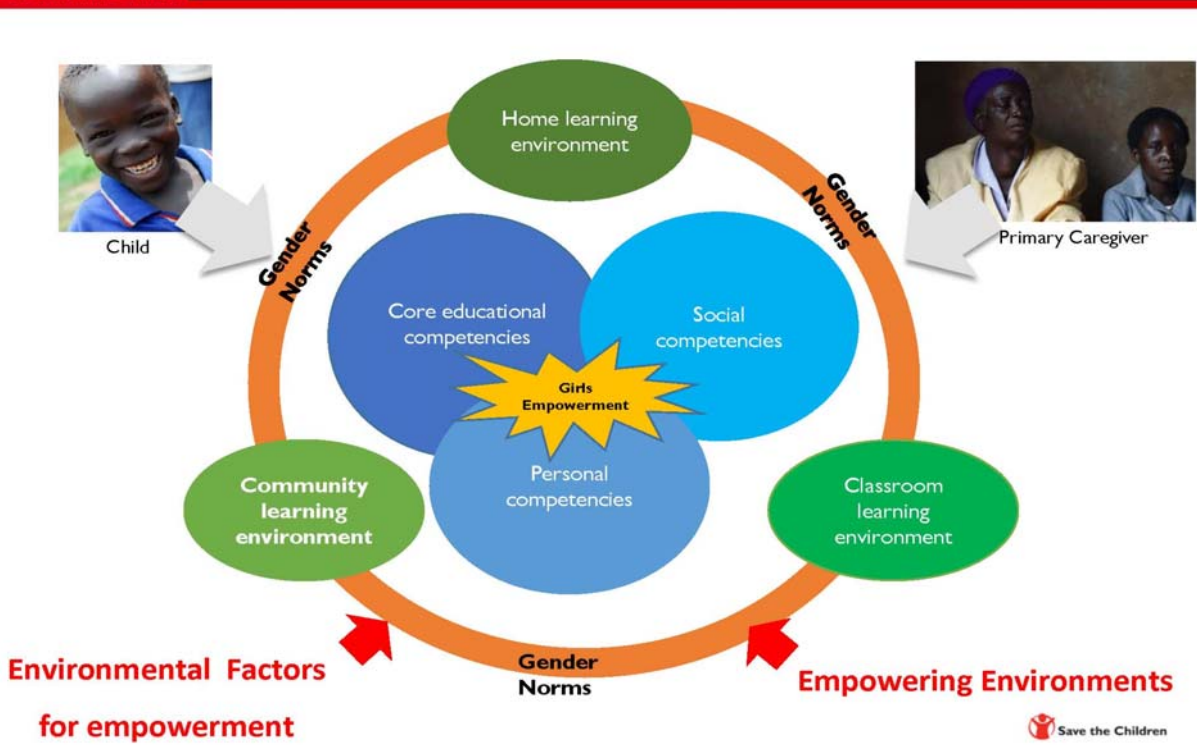 Home learning
environment
Child
Primary Caregiver
Gender
Norms
Gender
Norms
Core educational
competencies
Social
competencies
Girls
Empowerment
Personal
competencies
Community
learning
environment
Classroom
learning
environment
Gender
Norms
Environmental Factors
for empowerment
Empowering Environments
Save the Children